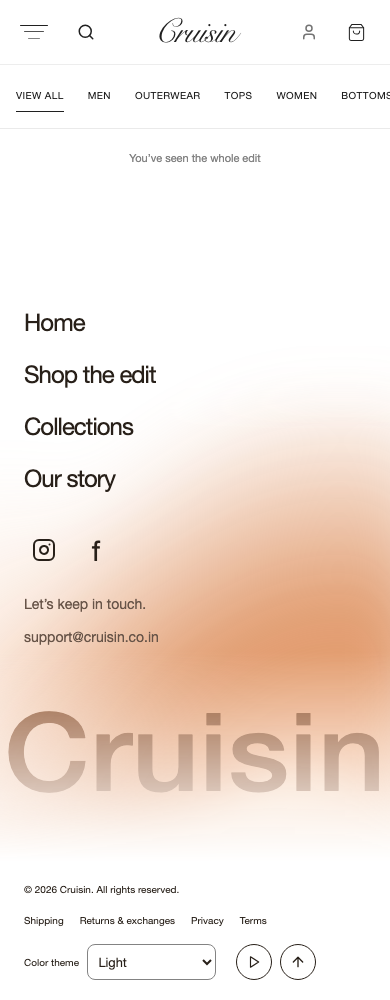 Cruisin
VIEW ALL MEN OUTERWEAR TOPS WOMEN BOTTOMS
You've seen the whole edit
Home
Shop the edit
Collections
Our story
Let's keep in touch.
support@cruisin.co.in
Cruisin
© 2026 Cruisin. All rights reserved.
Shipping Returns & exchanges Privacy Terms
Color theme Light